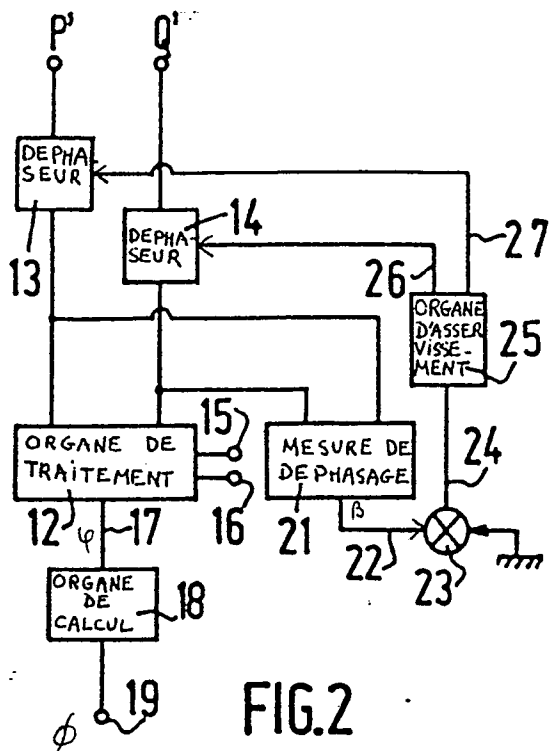 P' Q'
DEPHA
SEUR
13
14
DEPHA-
SEUR
27
26
ORGANE
D'ASSER
VISSE-
MENT
25
15
ORGANE DE
TRAITEMENT
16
MESURE DE
DEPHASAGE
24
12
φ
17
21
β
22
23
ORGANE
DE
CALCUL
18
19
ϕ
FIG.2